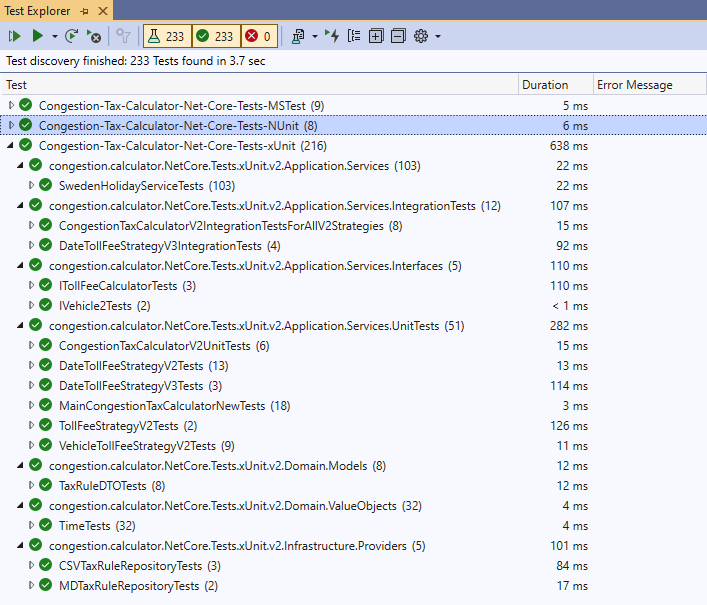 Test Explorer
233 233 0
Test discovery finished: 233 Tests found in 3.7 sec
Test Duration Error Message
Congestion-Tax-Calculator-Net-Core-Tests-MSTest (9) 5 ms
Congestion-Tax-Calculator-Net-Core-Tests-NUnit (8) 6 ms
Congestion-Tax-Calculator-Net-Core-Tests-xUnit (216) 638 ms
congestion.calculator.NetCore.Tests.xUnit.v2.Application.Services (103) 22 ms
SwedenHolidayServiceTests (103) 22 ms
congestion.calculator.NetCore.Tests.xUnit.v2.Application.Services.IntegrationTests (12) 107 ms
CongestionTaxCalculatorV2IntegrationTestsForAllV2Strategies (8) 15 ms
DateTollFeeStrategyV3IntegrationTests (4) 92 ms
congestion.calculator.NetCore.Tests.xUnit.v2.Application.Services.Interfaces (5) 110 ms
ITollFeeCalculatorTests (3) 110 ms
IVehicle2Tests (2) < 1 ms
congestion.calculator.NetCore.Tests.xUnit.v2.Application.Services.UnitTests (51) 282 ms
CongestionTaxCalculatorV2UnitTests (6) 15 ms
DateTollFeeStrategyV2Tests (13) 13 ms
DateTollFeeStrategyV3Tests (3) 114 ms
MainCongestionTaxCalculatorNewTests (18) 3 ms
TollFeeStrategyV2Tests (2) 126 ms
VehicleTollFeeStrategyV2Tests (9) 11 ms
congestion.calculator.NetCore.Tests.xUnit.v2.Domain.Models (8) 12 ms
TaxRuleDTOTests (8) 12 ms
congestion.calculator.NetCore.Tests.xUnit.v2.Domain.ValueObjects (32) 4 ms
TimeTests (32) 4 ms
congestion.calculator.NetCore.Tests.xUnit.v2.Infrastructure.Providers (5) 101 ms
CSVTaxRuleRepositoryTests (3) 84 ms
MDTaxRuleRepositoryTests (2) 17 ms